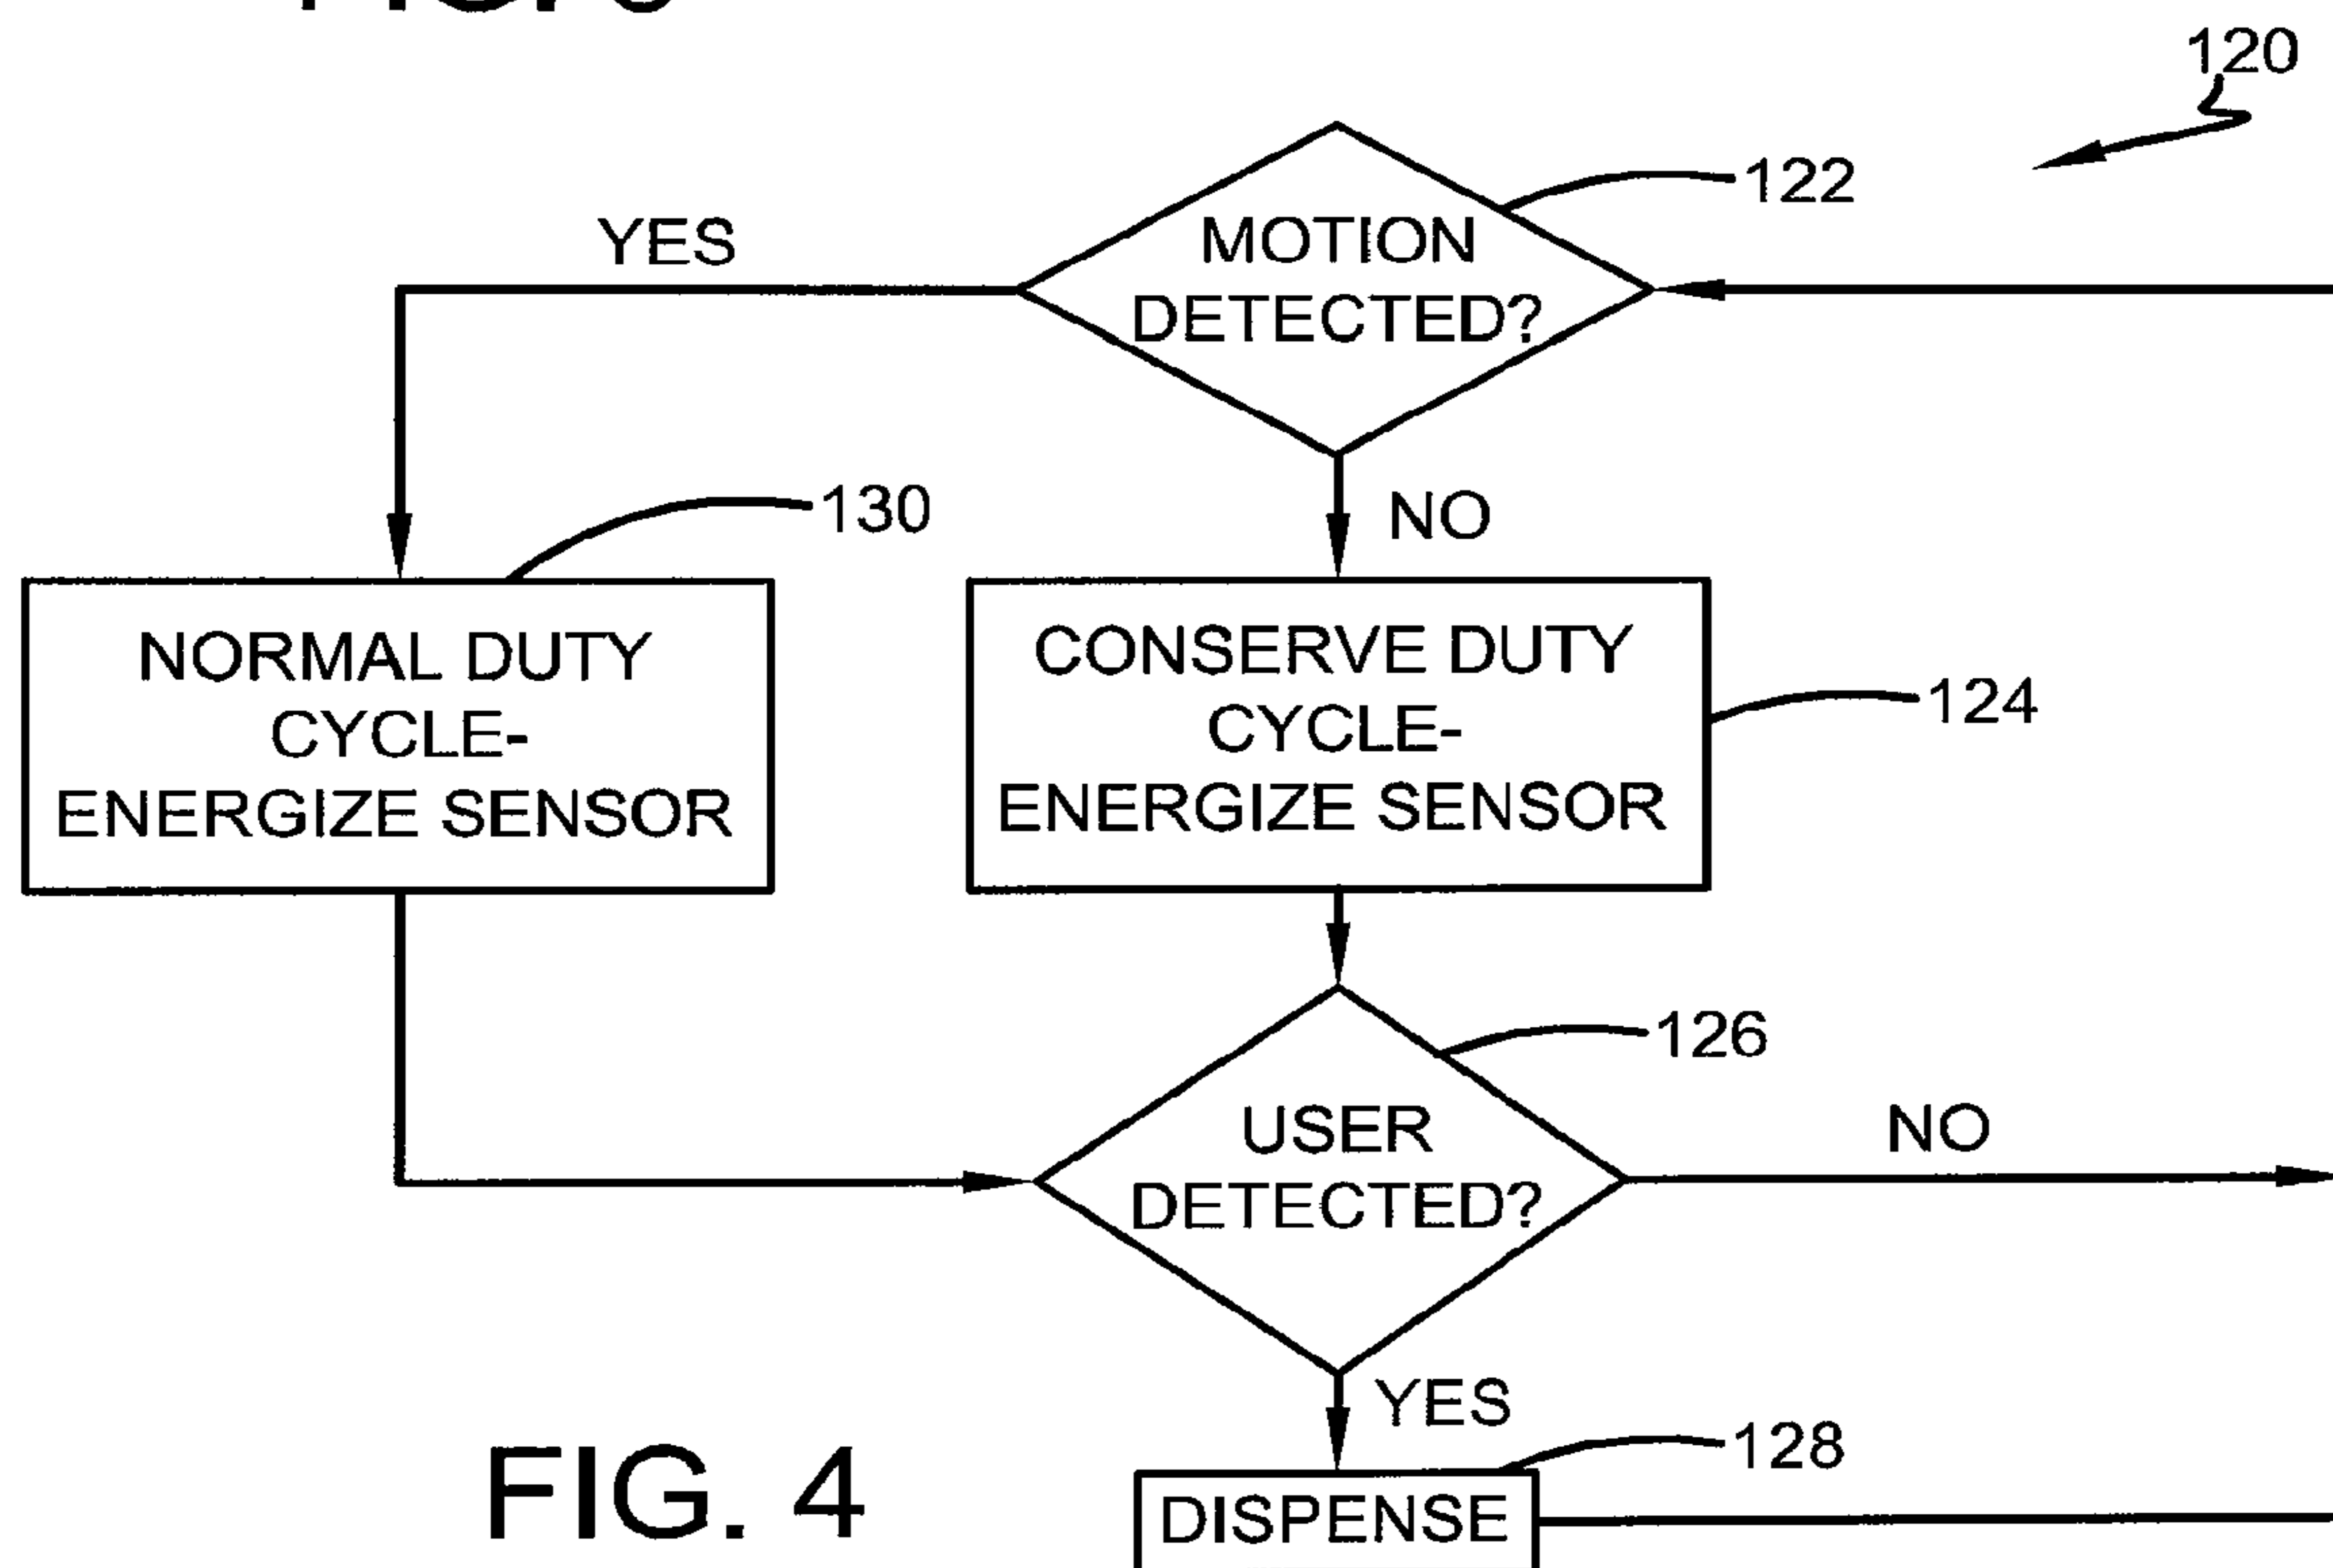 120
122
MOTION
DETECTED?
YES
130
NO
NORMAL DUTY
CYCLE-
ENERGIZE SENSOR
CONSERVE DUTY
CYCLE-
ENERGIZE SENSOR
124
126
USER
DETECTED?
NO
YES
128
DISPENSE
FIG. 4